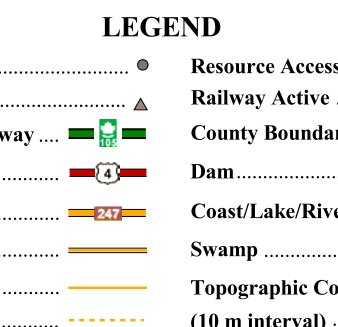 LEGEND
Resource Access
Railway Active
way 105 County Boundar
4 Dam
247 Coast/Lake/Rive
Swamp
Topographic Co
(10 m interval)